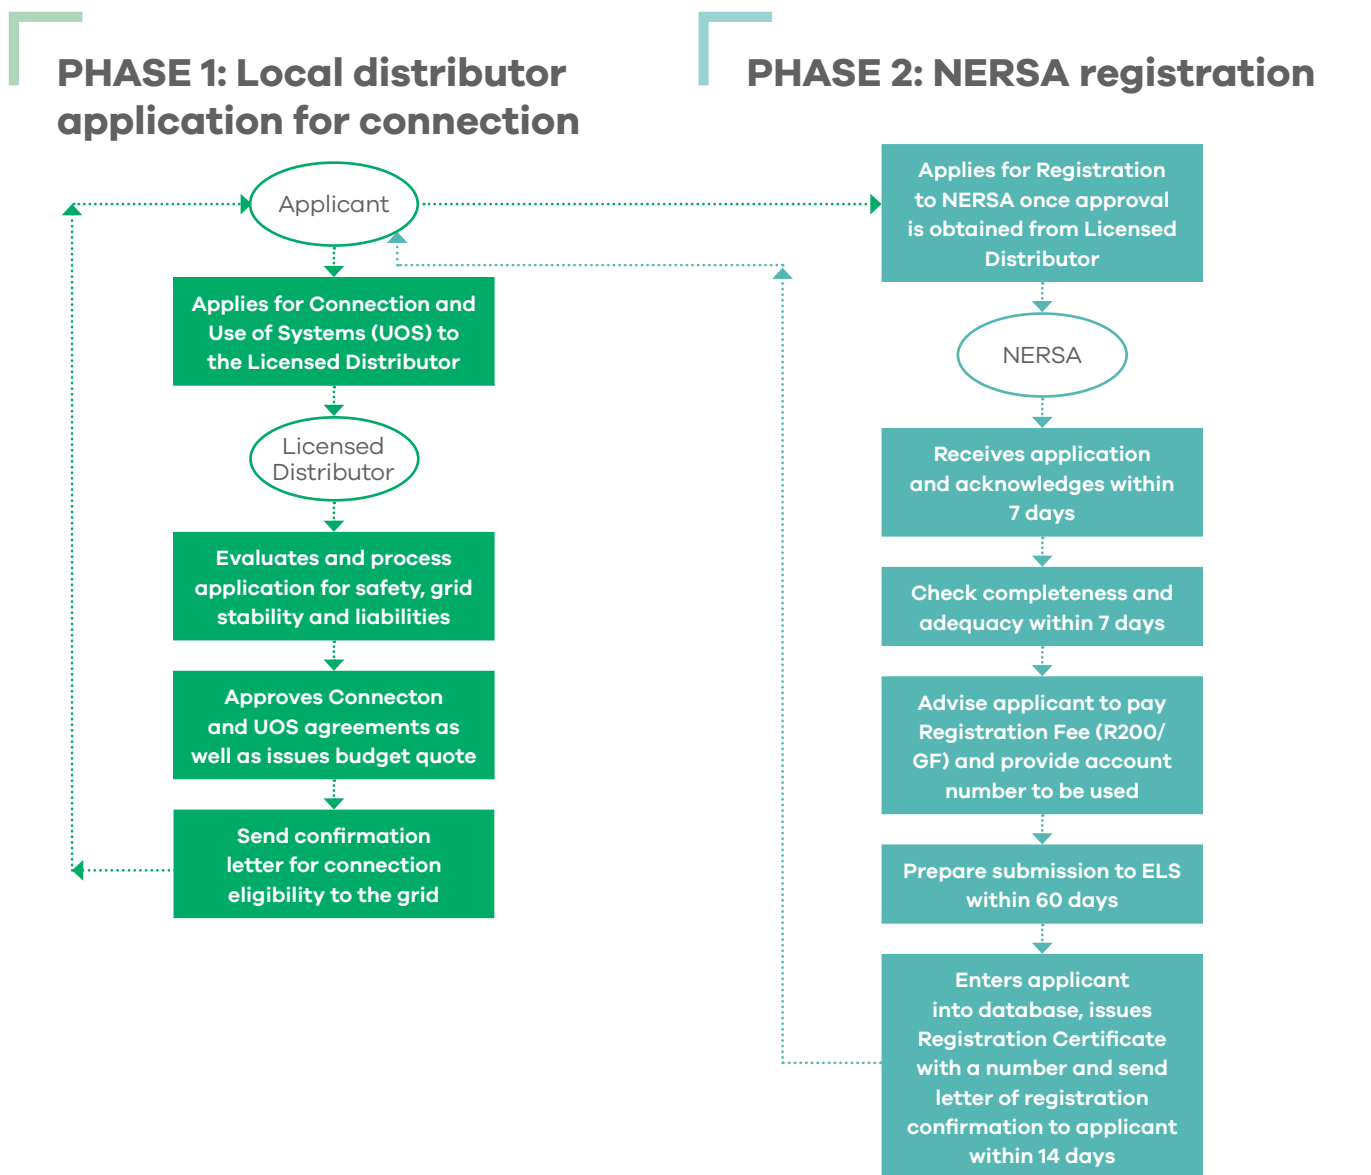 PHASE 1: Local distributor
application for connection
Applicant
Applies for Connection and
Use of Systems (UOS) to
the Licensed Distributor
Licensed
Distributor
Evaluates and process
application for safety, grid
stability and liabilities
Approves Connecton
and UOS agreements as
well as issues budget quote
Send confirmation
letter for connection
eligibility to the grid
PHASE 2: NERSA registration
Applies for Registration
to NERSA once approval
is obtained from Licensed
Distributor
NERSA
Receives application
and acknowledges within
7 days
Check completeness and
adequacy within 7 days
Advise applicant to pay
Registration Fee (R200/
GF) and provide account
number to be used
Prepare submission to ELS
within 60 days
Enters applicant
into database, issues
Registration Certificate
with a number and send
letter of registration
confirmation to applicant
within 14 days